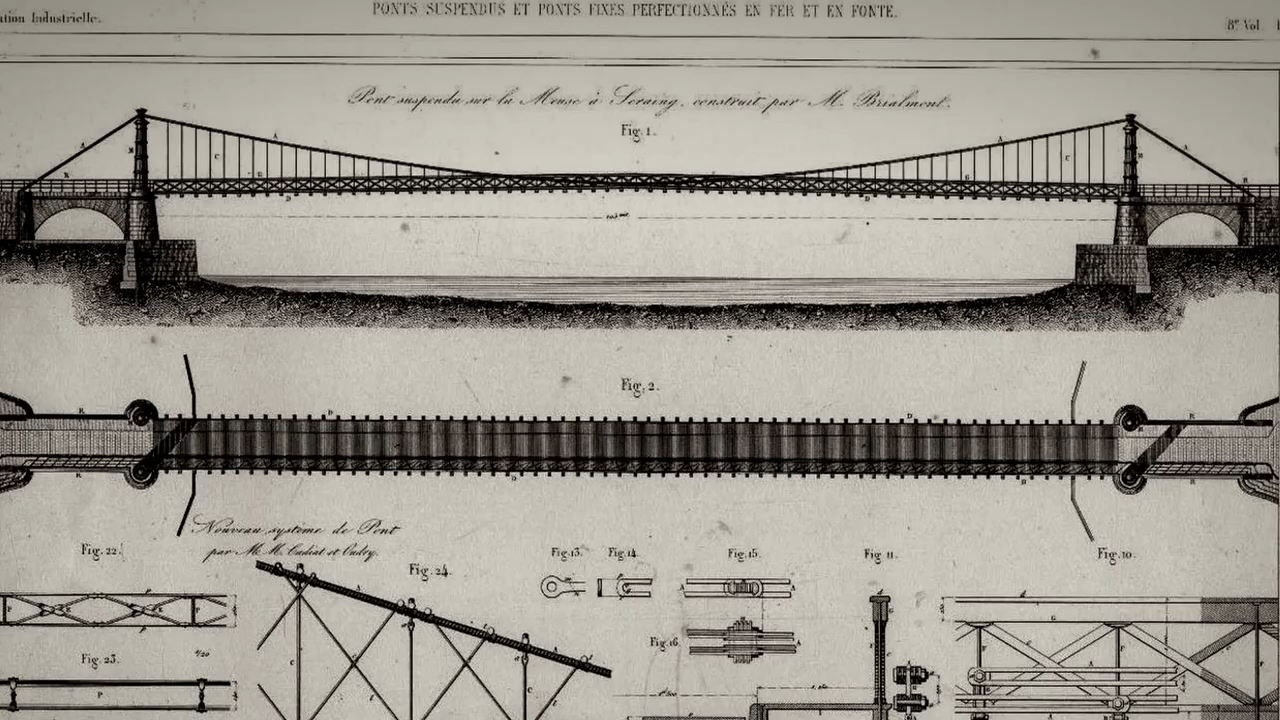 PONTS SUSPENDUS ET PONTS FIXES PERFECTIONNÉS EN FER ET EN FONTE.
ation Industrielle.
8e Vol.
Pont suspendu sur la Meuse à Seraing, construit par M. Brialmont.
Fig. 1.
Fig. 2.
Nouveau système de Pont
par M.M. Cadiat et Oudry.
Fig. 22.
Fig. 24.
Fig. 13.
Fig. 14.
Fig. 15.
Fig 11.
Fig. 10.
Fig. 16.
Fig. 23.